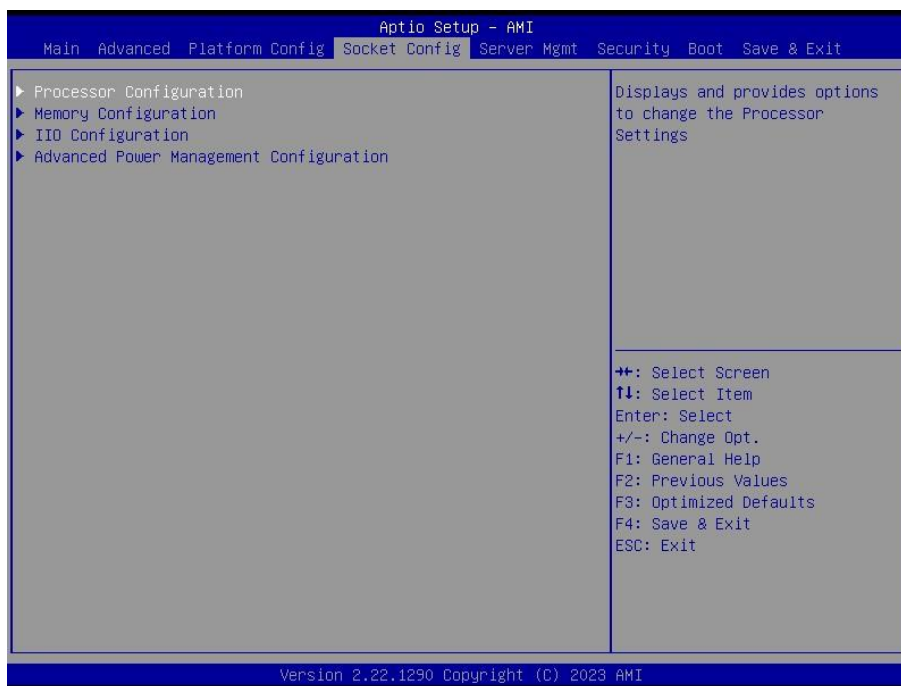 Aptio Setup - AMI
Main Advanced Platform Config Socket Config Server Mgmt Security Boot Save & Exit
Processor Configuration
Memory Configuration
IIO Configuration
Advanced Power Management Configuration
Displays and provides options
to change the Processor
Settings
→←: Select Screen
↑↓: Select Item
Enter: Select
+/-: Change Opt.
F1: General Help
F2: Previous Values
F3: Optimized Defaults
F4: Save & Exit
ESC: Exit
Version 2.22.1290 Copyright (C) 2023 AMI